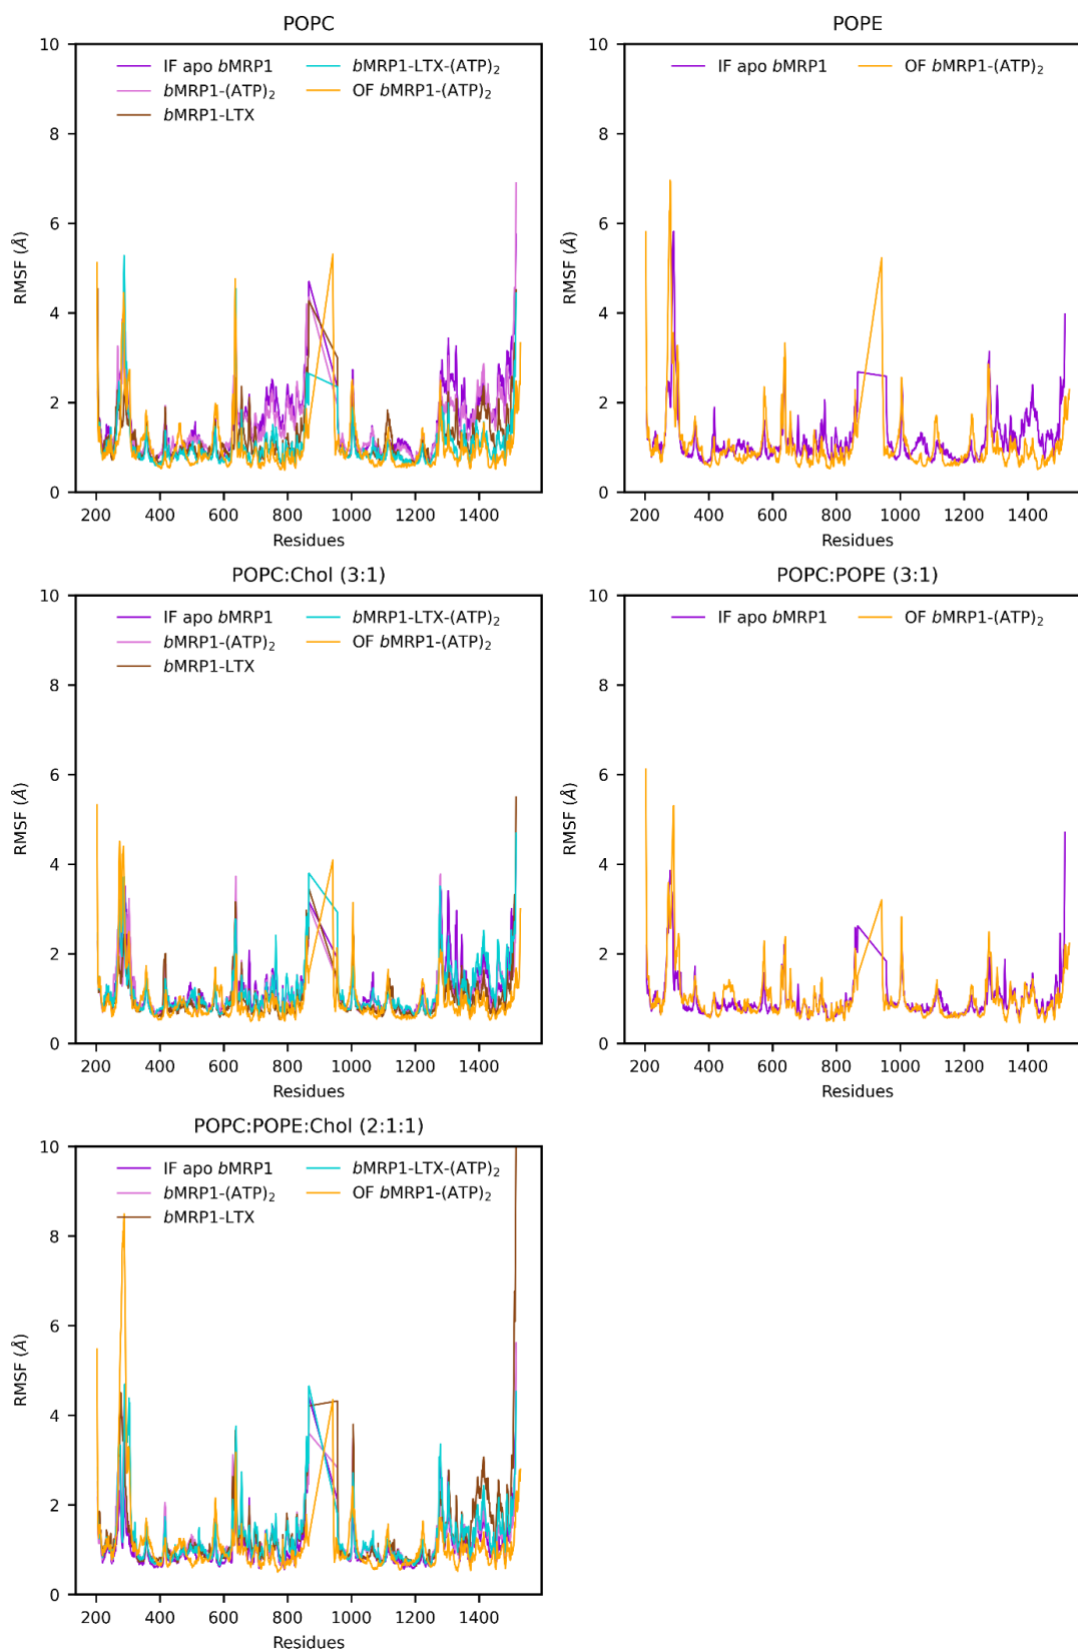 POPC
10
8
6
4
2
0
RMSF (Å)
IF apo bMRP1
bMRP1-(ATP)₂
bMRP1-LTX
bMRP1-LTX-(ATP)₂
OF bMRP1-(ATP)₂
200 400 600 800 1000 1200 1400
Residues
POPE
10
8
6
4
2
0
RMSF (Å)
IF apo bMRP1
OF bMRP1-(ATP)₂
200 400 600 800 1000 1200 1400
Residues
POPC:Chol (3:1)
10
8
6
4
2
0
RMSF (Å)
IF apo bMRP1
bMRP1-(ATP)₂
bMRP1-LTX
bMRP1-LTX-(ATP)₂
OF bMRP1-(ATP)₂
200 400 600 800 1000 1200 1400
Residues
POPC:POPE (3:1)
10
8
6
4
2
0
RMSF (Å)
IF apo bMRP1
OF bMRP1-(ATP)₂
200 400 600 800 1000 1200 1400
Residues
POPC:POPE:Chol (2:1:1)
10
8
6
4
2
0
RMSF (Å)
IF apo bMRP1
bMRP1-(ATP)₂
bMRP1-LTX
bMRP1-LTX-(ATP)₂
OF bMRP1-(ATP)₂
200 400 600 800 1000 1200 1400
Residues